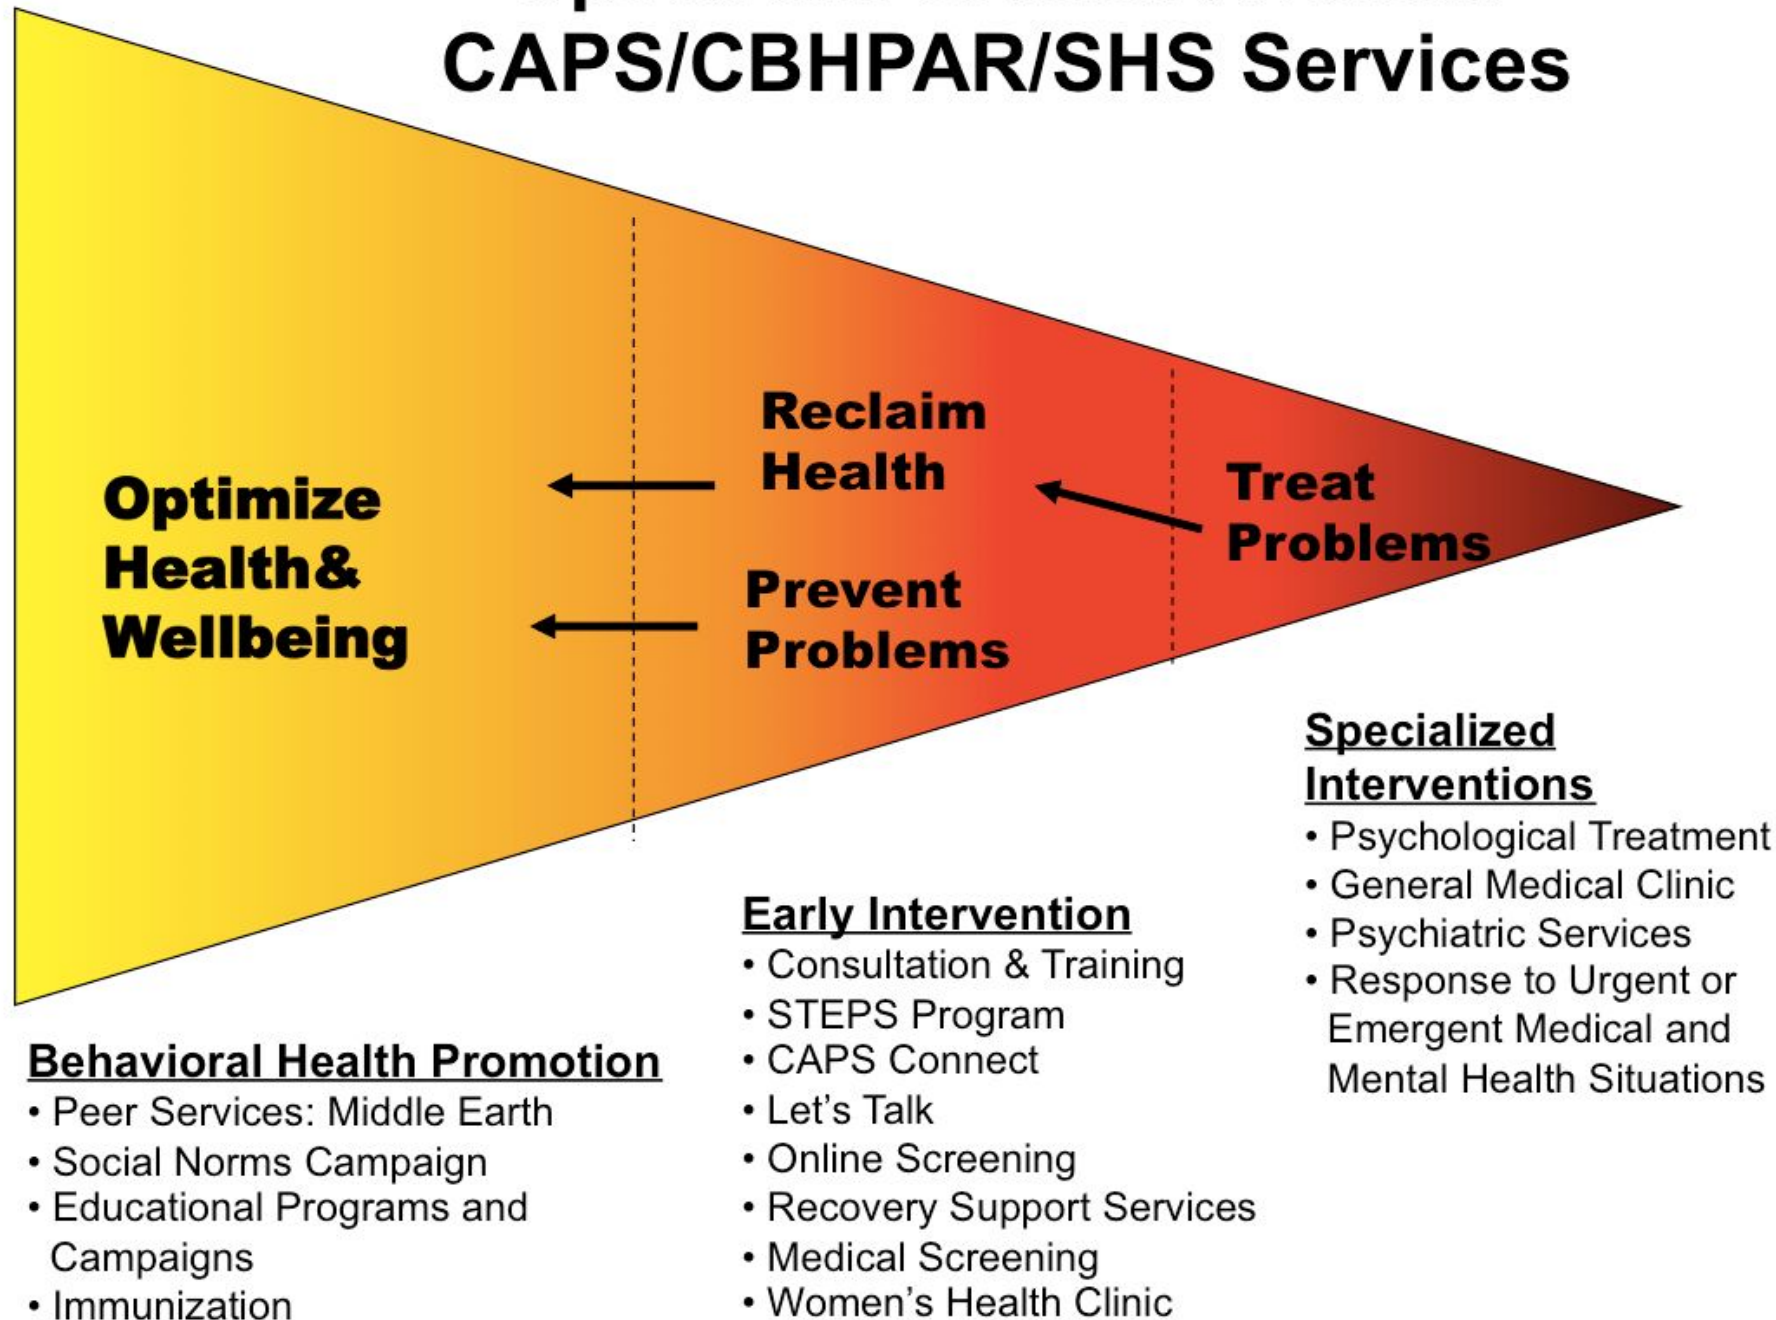 CAPS/CBHPAR/SHS Services
Optimize
Health&
Wellbeing
Reclaim
Health
Prevent
Problems
Treat
Problems
Behavioral Health Promotion
• Peer Services: Middle Earth
• Social Norms Campaign
• Educational Programs and
Campaigns
• Immunization
Early Intervention
• Consultation & Training
• STEPS Program
• CAPS Connect
• Let’s Talk
• Online Screening
• Recovery Support Services
• Medical Screening
• Women’s Health Clinic
Specialized
Interventions
• Psychological Treatment
• General Medical Clinic
• Psychiatric Services
• Response to Urgent or
Emergent Medical and
Mental Health Situations